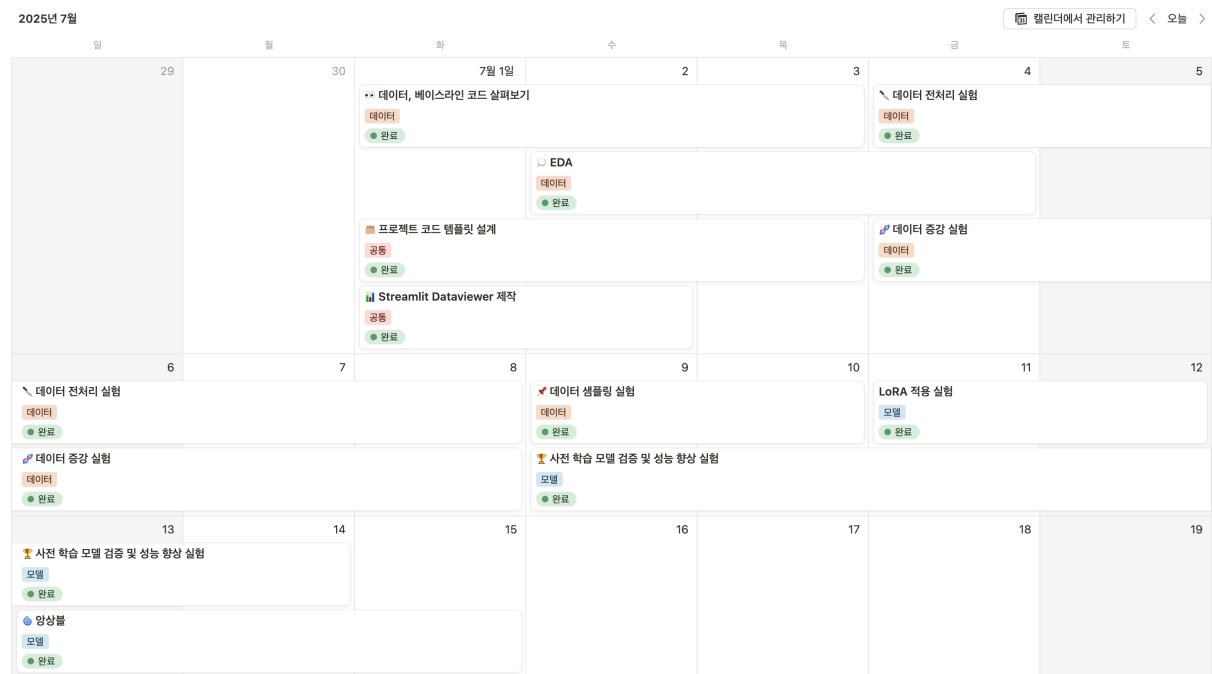 2025년 7월
캘린더에서 관리하기
오늘
일 월 화 수 목 금 토
29 30 7월 1일 2 3 4 5
데이터, 베이스라인 코드 살펴보기
데이터
완료
데이터 전처리 실험
데이터
완료
EDA
데이터
완료
프로젝트 코드 템플릿 설계
공통
완료
데이터 증강 실험
데이터
완료
Streamlit Dataviewer 제작
공통
완료
6 7 8 9 10 11 12
데이터 전처리 실험
데이터
완료
데이터 샘플링 실험
데이터
완료
LoRA 적용 실험
모델
완료
데이터 증강 실험
데이터
완료
사전 학습 모델 검증 및 성능 향상 실험
모델
완료
13 14 15 16 17 18 19
사전 학습 모델 검증 및 성능 향상 실험
모델
완료
앙상블
모델
완료